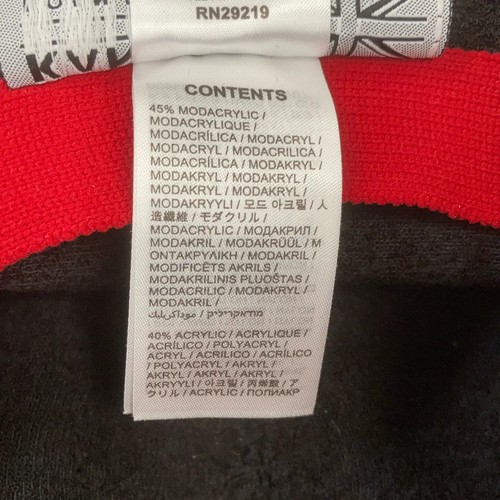 RN29219
CONTENTS
45% MODACRYLIC /
MODACRYLIQUE /
MODACRÍLICA / MODACRYL /
MODACRYL / MODACRILICA /
MODACRÍLICA / MODAKRYL /
MODAKRYL / MODAKRYL /
MODAKRYL / MODAKRYL /
MODAKRYYLI / 모드 아크릴 / 人
造纖維 / モダクリル /
MODACRYLIC / МОДАКРИЛ /
MODAKRIL / MODAKRÜÜL / Μ
ΟΝΤΑΚΡΥΛΙΚΗ / MODAKRIL /
MODIFICĒTS AKRILS /
MODAKRILINIS PLUOŠTAS /
MODACRILIC / MODAKRYL /
MODAKRIL /
מודאקריליק / موداكريليك
40% ACRYLIC / ACRYLIQUE /
ACRÍLICO / POLYACRYL /
ACRYL / ACRILICO / ACRÍLICO
/ POLYACRYL / AKRYL /
AKRYL / AKRYL / AKRYL /
AKRYYLI / 아크릴 / 丙烯酸 / ア
クリル / ACRYLIC / ПОЛИАКР